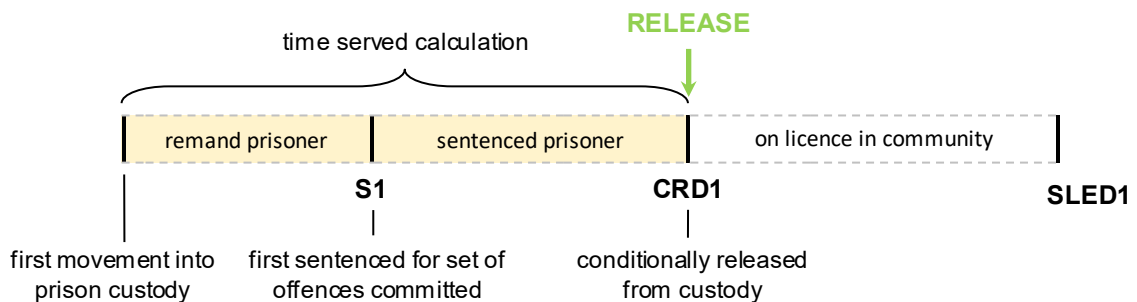 RELEASE
time served calculation
remand prisoner
sentenced prisoner
on licence in community
S1
CRD1
SLED1
first movement into
prison custody
first sentenced for set of
offences committed
conditionally released
from custody